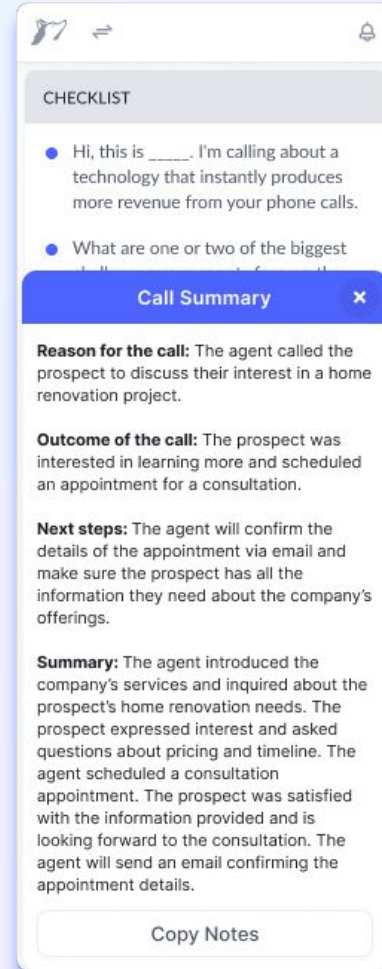 CHECKLIST
Hi, this is _____. I'm calling about a
technology that instantly produces
more revenue from your phone calls.
What are one or two of the biggest
Call Summary
Reason for the call: The agent called the
prospect to discuss their interest in a home
renovation project.
Outcome of the call: The prospect was
interested in learning more and scheduled
an appointment for a consultation.
Next steps: The agent will confirm the
details of the appointment via email and
make sure the prospect has all the
information they need about the company's
offerings.
Summary: The agent introduced the
company's services and inquired about the
prospect's home renovation needs. The
prospect expressed interest and asked
questions about pricing and timeline. The
agent scheduled a consultation
appointment. The prospect was satisfied
with the information provided and is
looking forward to the consultation. The
agent will send an email confirming the
appointment details.
Copy Notes